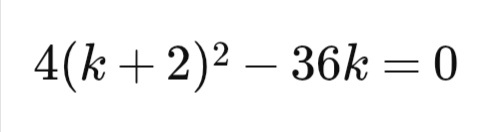 4(k + 2)² − 36k = 0